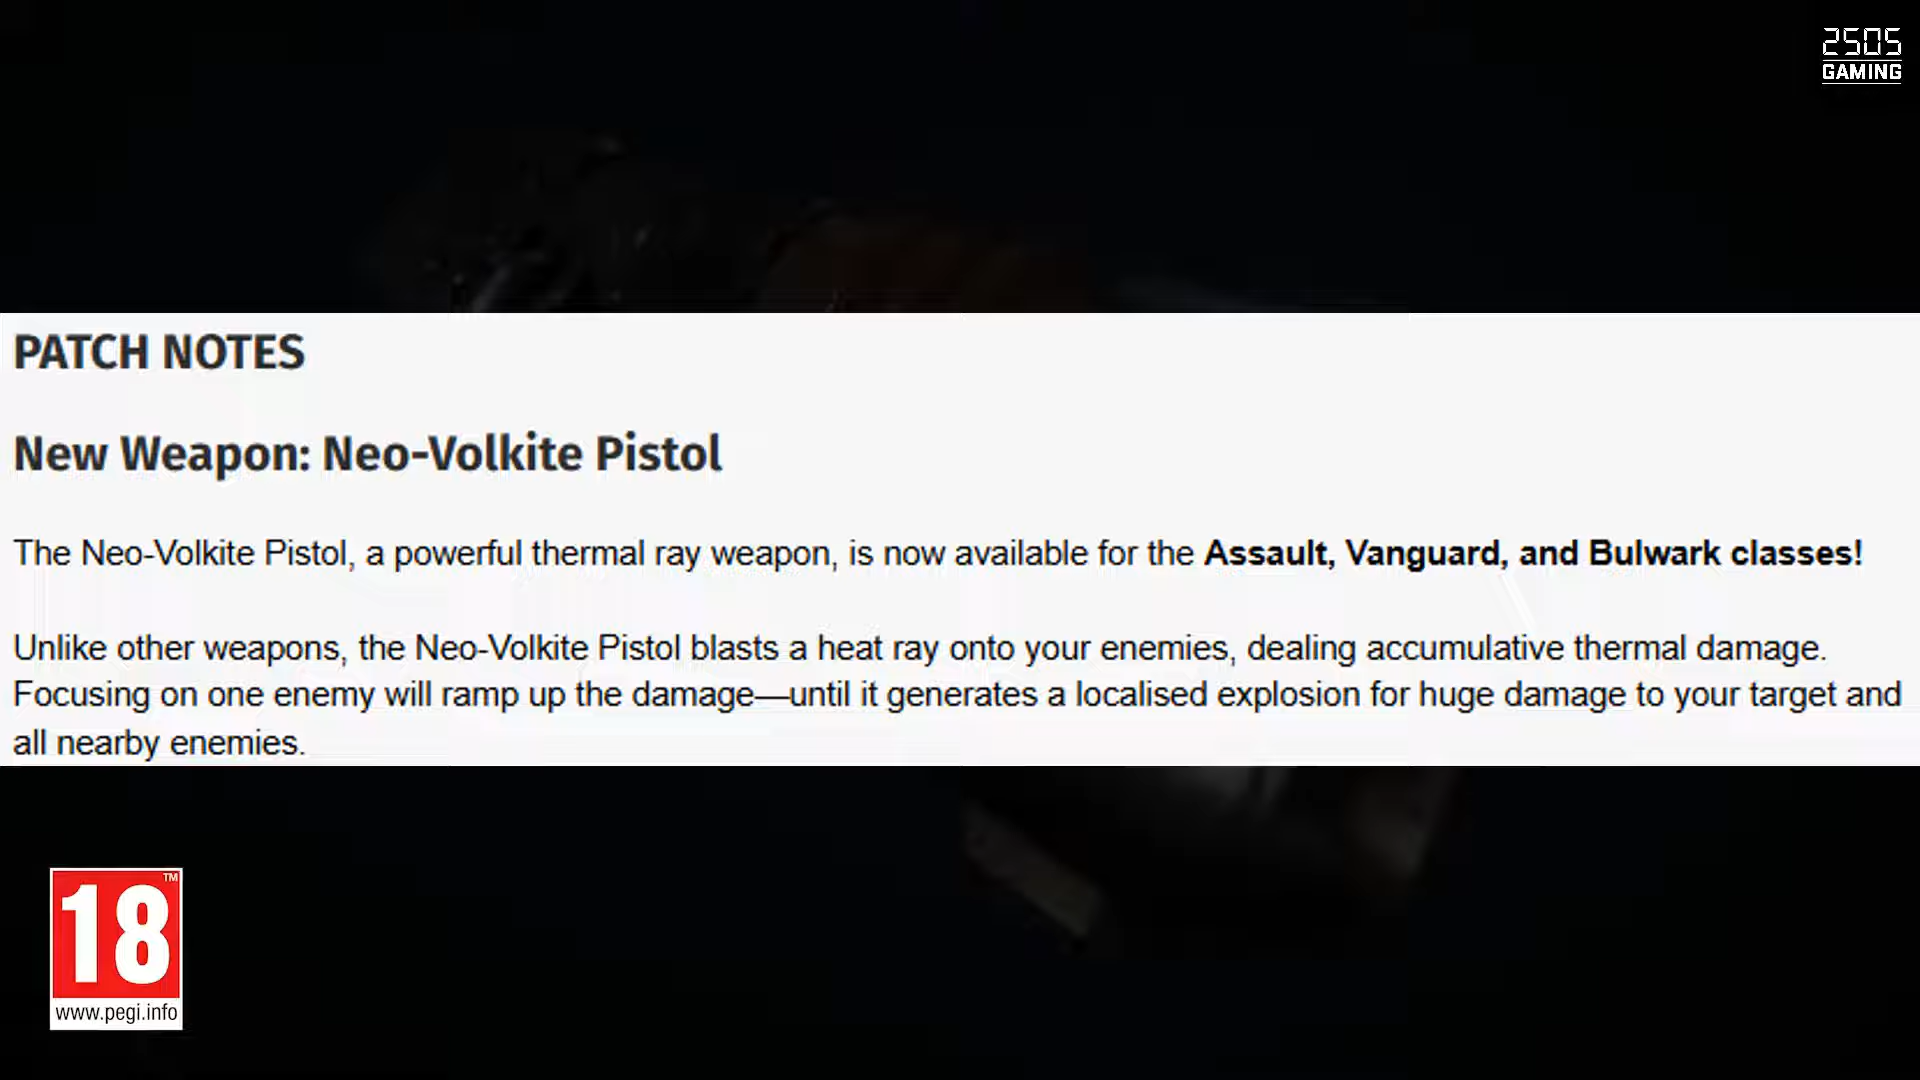 2505
GAMING
PATCH NOTES
New Weapon: Neo-Volkite Pistol
The Neo-Volkite Pistol, a powerful thermal ray weapon, is now available for the Assault, Vanguard, and Bulwark classes!
Unlike other weapons, the Neo-Volkite Pistol blasts a heat ray onto your enemies, dealing accumulative thermal damage.
Focusing on one enemy will ramp up the damage—until it generates a localised explosion for huge damage to your target and
all nearby enemies.
18™
www.pegi.info